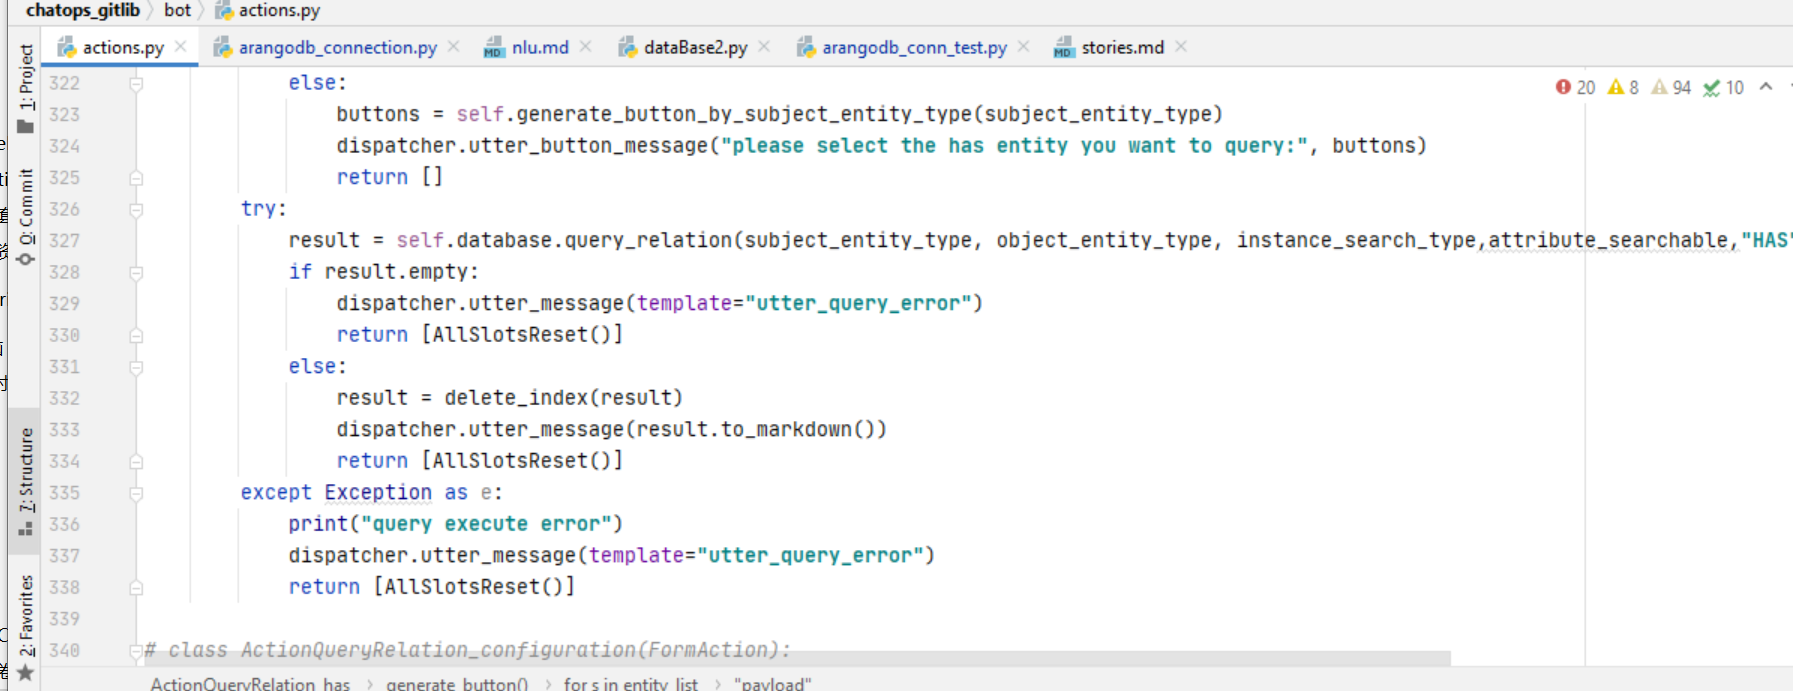 chatops_gitlib bot actions.py
actions.py arangodb_connection.py nlu.md dataBase2.py arangodb_conn_test.py stories.md
1: Project
0: Commit
7: Structure
2: Favorites
20 8 94 10
322 else:
323 buttons = self.generate_button_by_subject_entity_type(subject_entity_type)
324 dispatcher.utter_button_message("please select the has entity you want to query:", buttons)
325 return []
326 try:
327 result = self.database.query_relation(subject_entity_type, object_entity_type, instance_search_type,attribute_searchable,"HAS'
328 if result.empty:
329 dispatcher.utter_message(template="utter_query_error")
330 return [AllSlotsReset()]
331 else:
332 result = delete_index(result)
333 dispatcher.utter_message(result.to_markdown())
334 return [AllSlotsReset()]
335 except Exception as e:
336 print("query execute error")
337 dispatcher.utter_message(template="utter_query_error")
338 return [AllSlotsReset()]
339
340 # class ActionQueryRelation_configuration(FormAction):
ActionQueryRelation_has generate_button() for s in entity_list "payload"